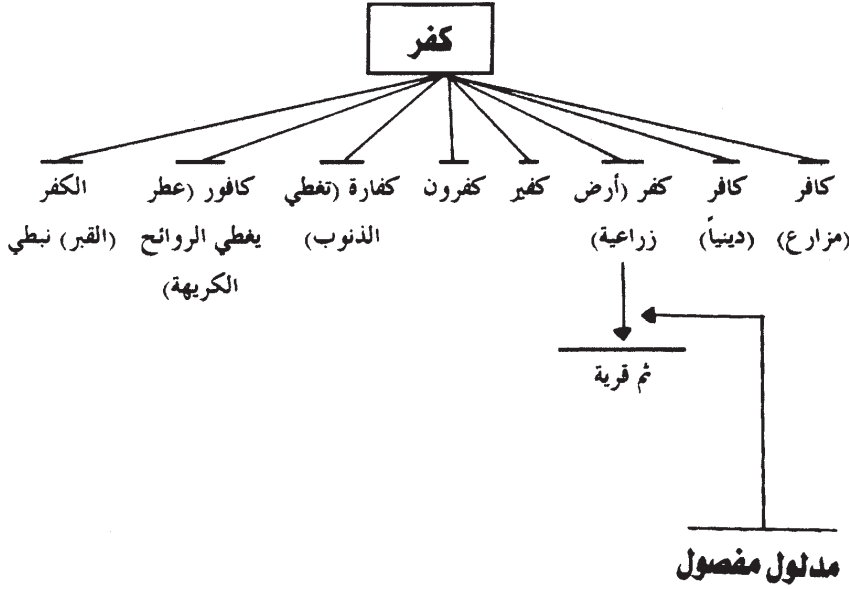 كفر
كافر
(مزارع)
كافر
(دينياً)
كفر (أرض
زراعية)
كفير
كفرون
كفارة (تغطي
الذنوب)
كافور (عطر
يغطي الروائح
الكريهة)
الكفر
(القبر) نبطي
ثم قرية
مدلول مفصول